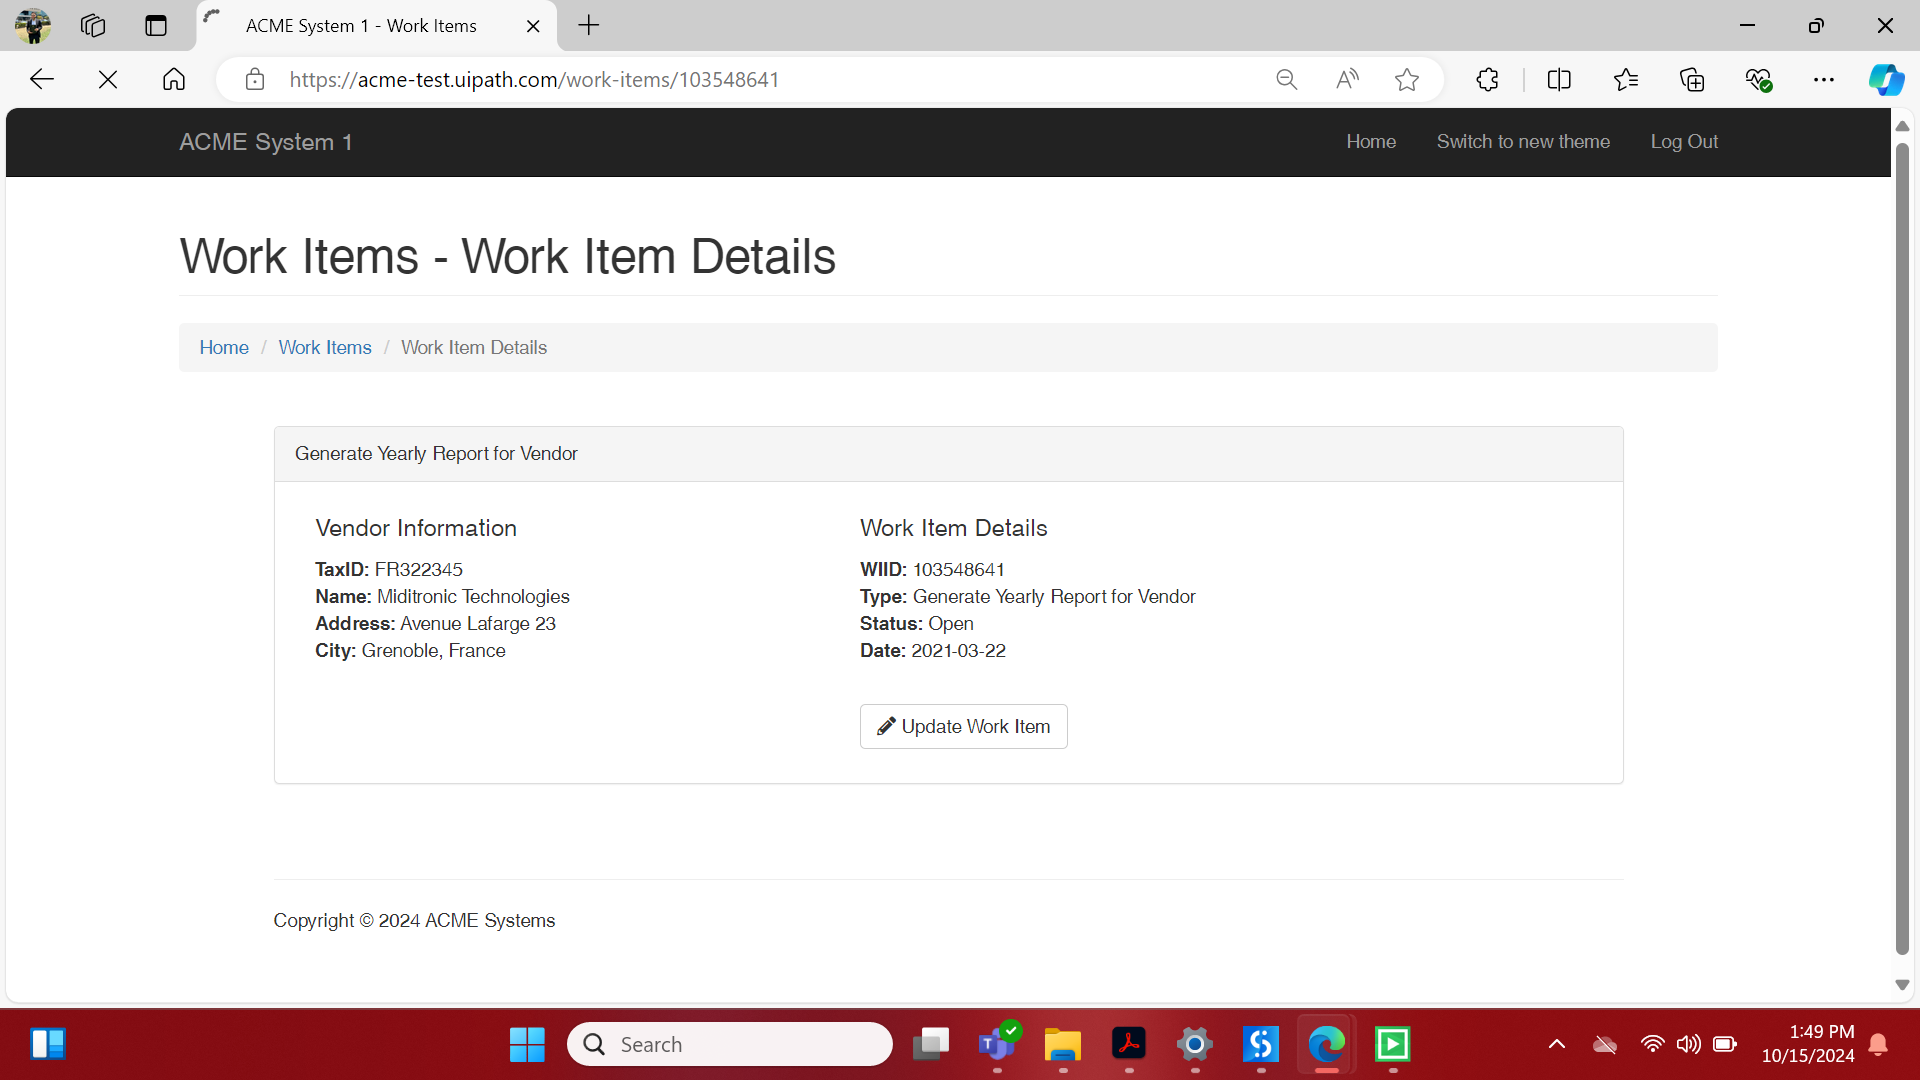 ACME System 1 - Work Items
https://acme-test.uipath.com/work-items/103548641
ACME System 1
Home
Switch to new theme
Log Out
Work Items - Work Item Details
Home / Work Items / Work Item Details
Generate Yearly Report for Vendor
Vendor Information
TaxID: FR322345
Name: Miditronic Technologies
Address: Avenue Lafarge 23
City: Grenoble, France
Work Item Details
WIID: 103548641
Type: Generate Yearly Report for Vendor
Status: Open
Date: 2021-03-22
Update Work Item
Copyright © 2024 ACME Systems
Search
1:49 PM
10/15/2024